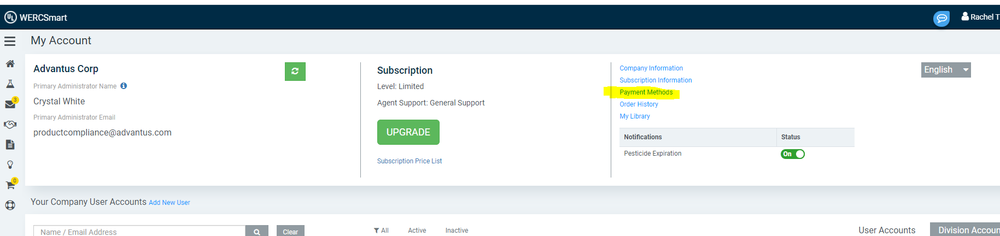 UL WERCSmart
Rachel T
My Account
3
0
Advantus Corp
Primary Administrator Name
Crystal White
Primary Administrator Email
productcompliance@advantus.com
Subscription
Level: Limited
Agent Support: General Support
UPGRADE
Subscription Price List
Company Information
Subscription Information
Payment Methods
Order History
My Library
Notifications Status
Pesticide Expiration On
English
Your Company User Accounts Add New User
Name / Email Address Clear
All Active Inactive
User Accounts Division Accoun